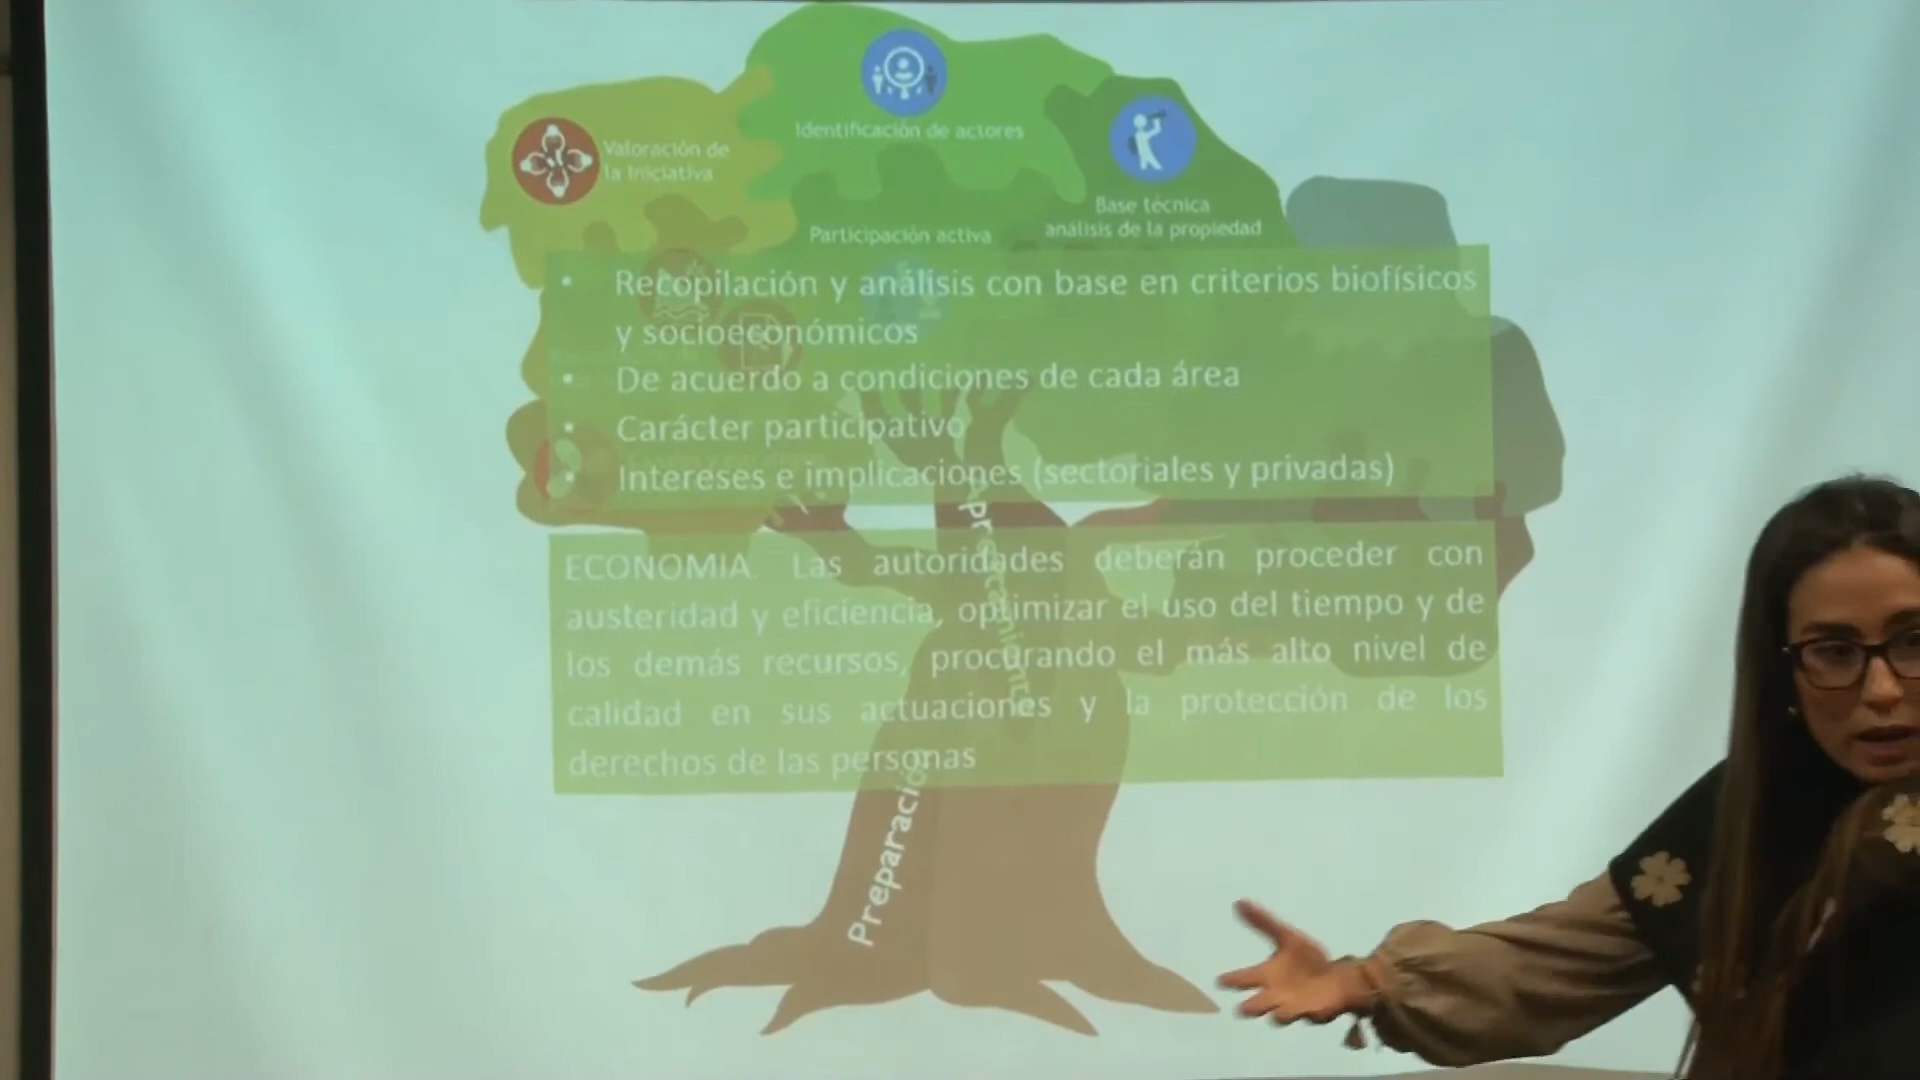 Identificación de actores
Valoración de
la Iniciativa
Base técnica
análisis de la propiedad
Participación activa
• Recopilación y análisis con base en criterios biofísicos
y socioeconómicos
• De acuerdo a condiciones de cada área
• Carácter participativo
• Intereses e implicaciones (sectoriales y privadas)
ECONOMIA. Las autoridades deberán proceder con
austeridad y eficiencia, optimizar el uso del tiempo y de
los demás recursos, procurando el más alto nivel de
calidad en sus actuaciones y la protección de los
derechos de las personas
Preparación